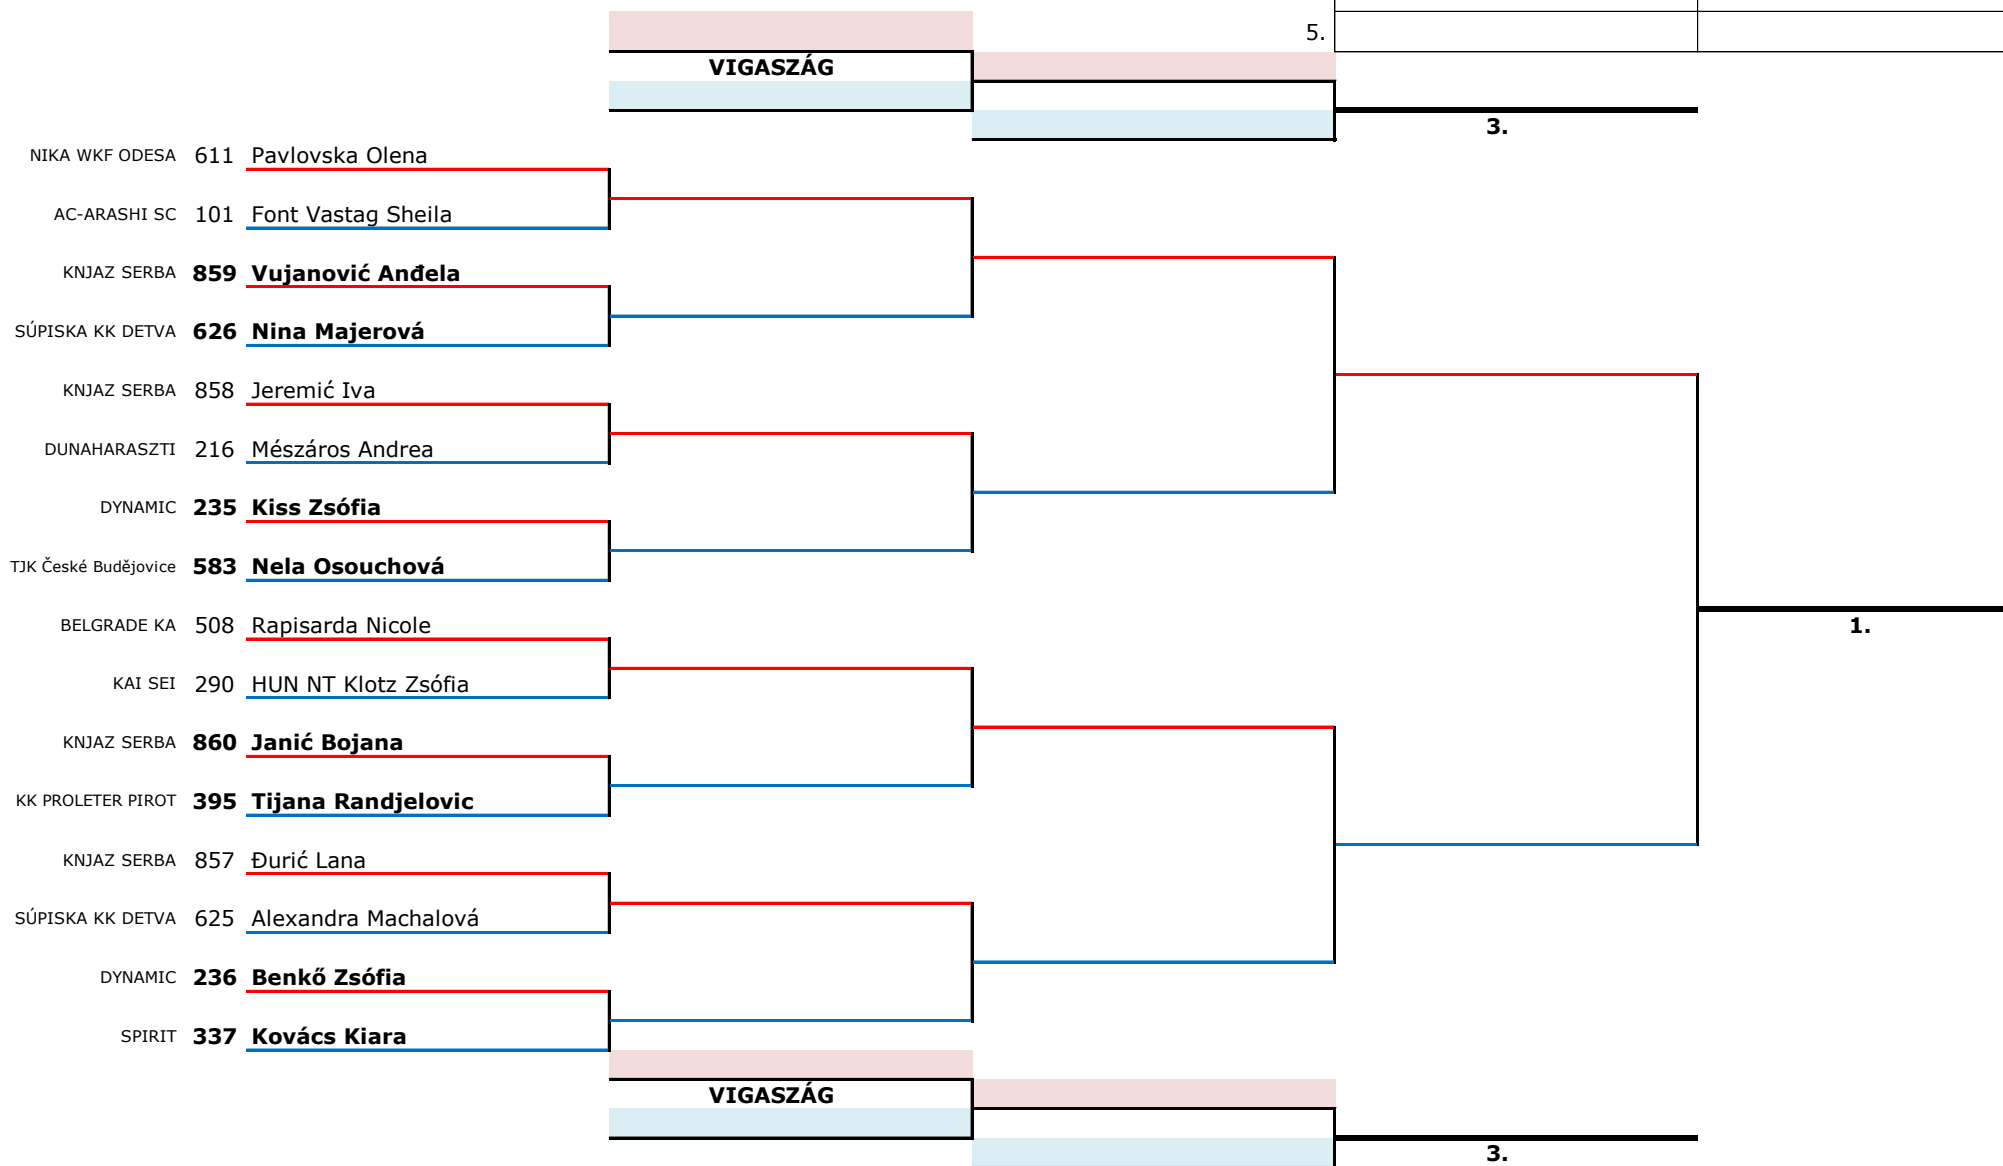 5.
VIGASZÁG
3.
NIKA WKF ODESA 611 Pavlovska Olena
AC-ARASHI SC 101 Font Vastag Sheila
KNJAZ SERBA 859 Vujanović Anđela
SÚPISKA KK DETVA 626 Nina Majerová
KNJAZ SERBA 858 Jeremić Iva
DUNAHARASZTI 216 Mészáros Andrea
DYNAMIC 235 Kiss Zsófia
TJK České Budějovice 583 Nela Osouchová
BELGRADE KA 508 Rapisarda Nicole
1.
KAI SEI 290 HUN NT Klotz Zsófia
KNJAZ SERBA 860 Janić Bojana
KK PROLETER PIROT 395 Tijana Randjelovic
KNJAZ SERBA 857 Đurić Lana
SÚPISKA KK DETVA 625 Alexandra Machalová
DYNAMIC 236 Benkő Zsófia
SPIRIT 337 Kovács Kiara
VIGASZÁG
3.